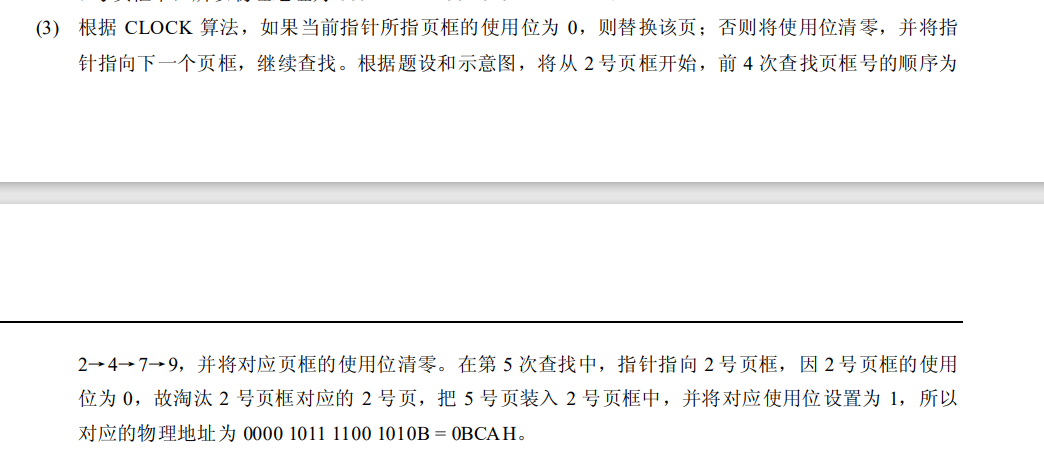 (3) 根据 CLOCK 算法，如果当前指针所指页框的使用位为 0，则替换该页；否则将使用位清零，并将指
针指向下一个页框，继续查找。根据题设和示意图，将从 2 号页框开始，前 4 次查找页框号的顺序为
2→4→7→9，并将对应页框的使用位清零。在第 5 次查找中，指针指向 2 号页框，因 2 号页框的使用
位为 0，故淘汰 2 号页框对应的 2 号页，把 5 号页装入 2 号页框中，并将对应使用位设置为 1，所以
对应的物理地址为 0000 1011 1100 1010B = 0BCAH。